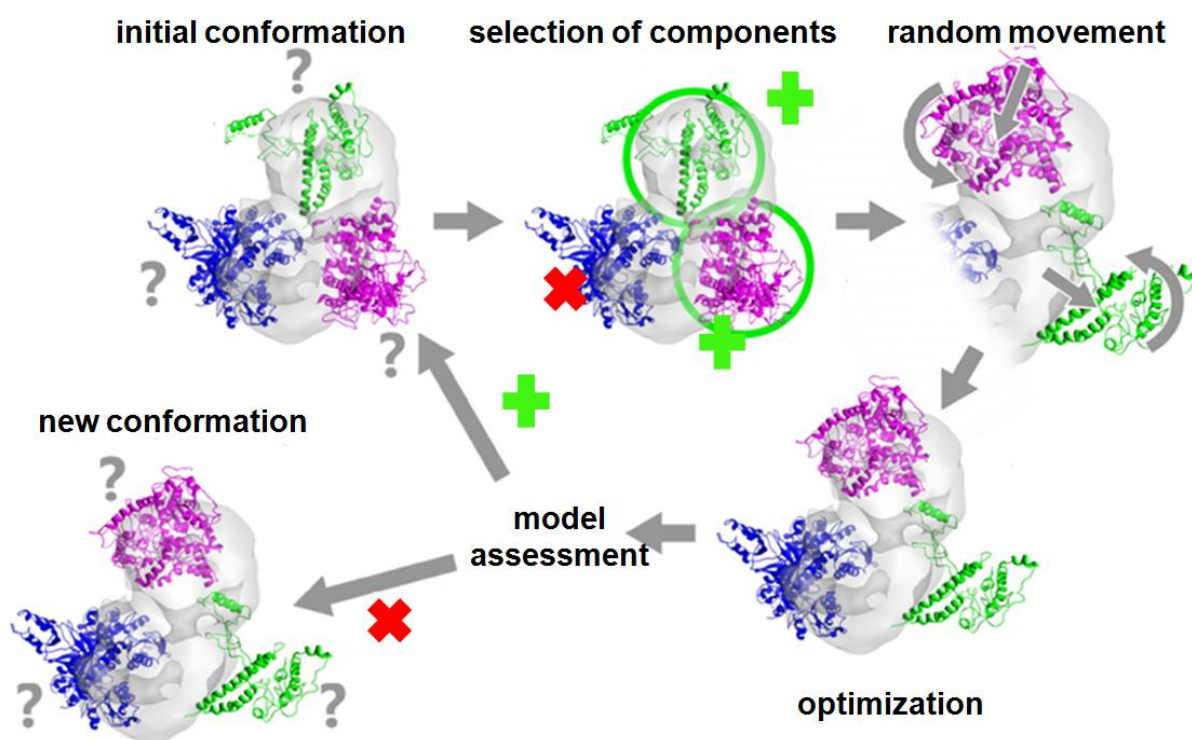 initial conformation
selection of components
random movement
?
?
?
new conformation
?
model
assessment
?
?
optimization